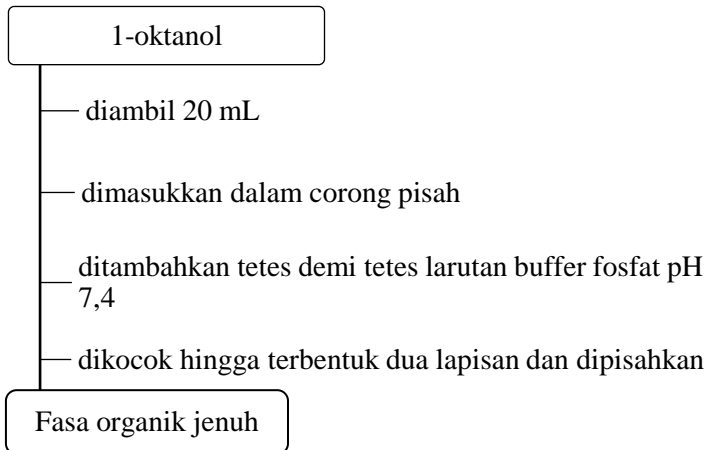 1-oktanol
diambil 20 mL
dimasukkan dalam corong pisah
ditambahkan tetes demi tetes larutan buffer fosfat pH
7,4
dikocok hingga terbentuk dua lapisan dan dipisahkan
Fasa organik jenuh